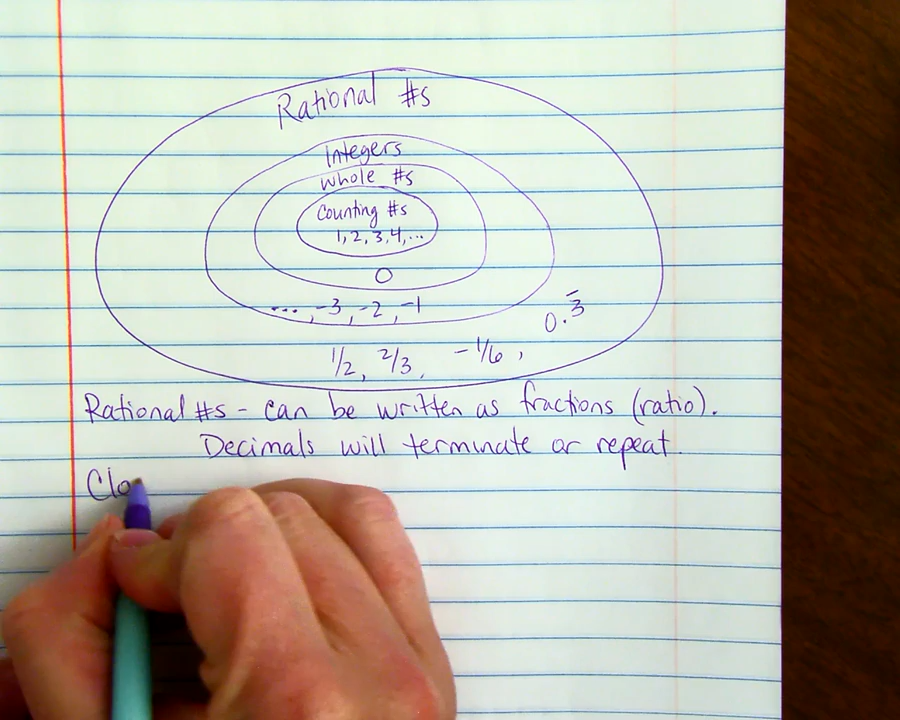 Rational #s
Integers
Whole #s
Counting #s
1, 2, 3, 4, ...
0
..., -3, -2, -1
0.3̅
1/2, 2/3, -1/6,
Rational #s - can be written as fractions (ratio).
Decimals will terminate or repeat.
Clo